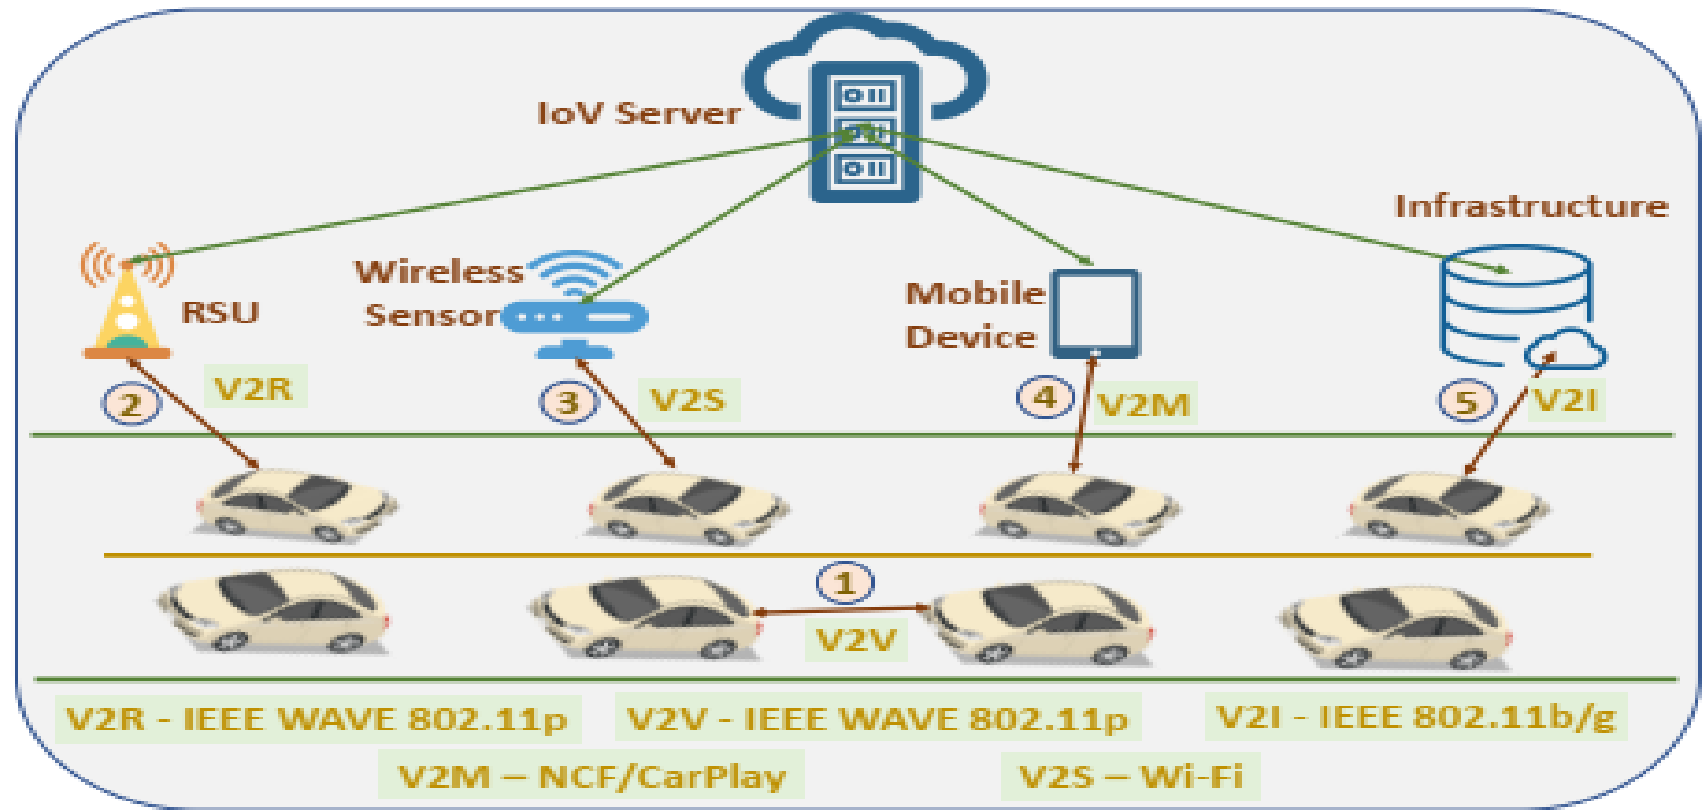 IoV Server
Infrastructure
RSU
Wireless
Sensor
Mobile
Device
2
V2R
3
V2S
4
V2M
5
V2I
1
V2V
V2R - IEEE WAVE 802.11p
V2V - IEEE WAVE 802.11p
V2I - IEEE 802.11b/g
V2M – NCF/CarPlay
V2S – Wi-Fi